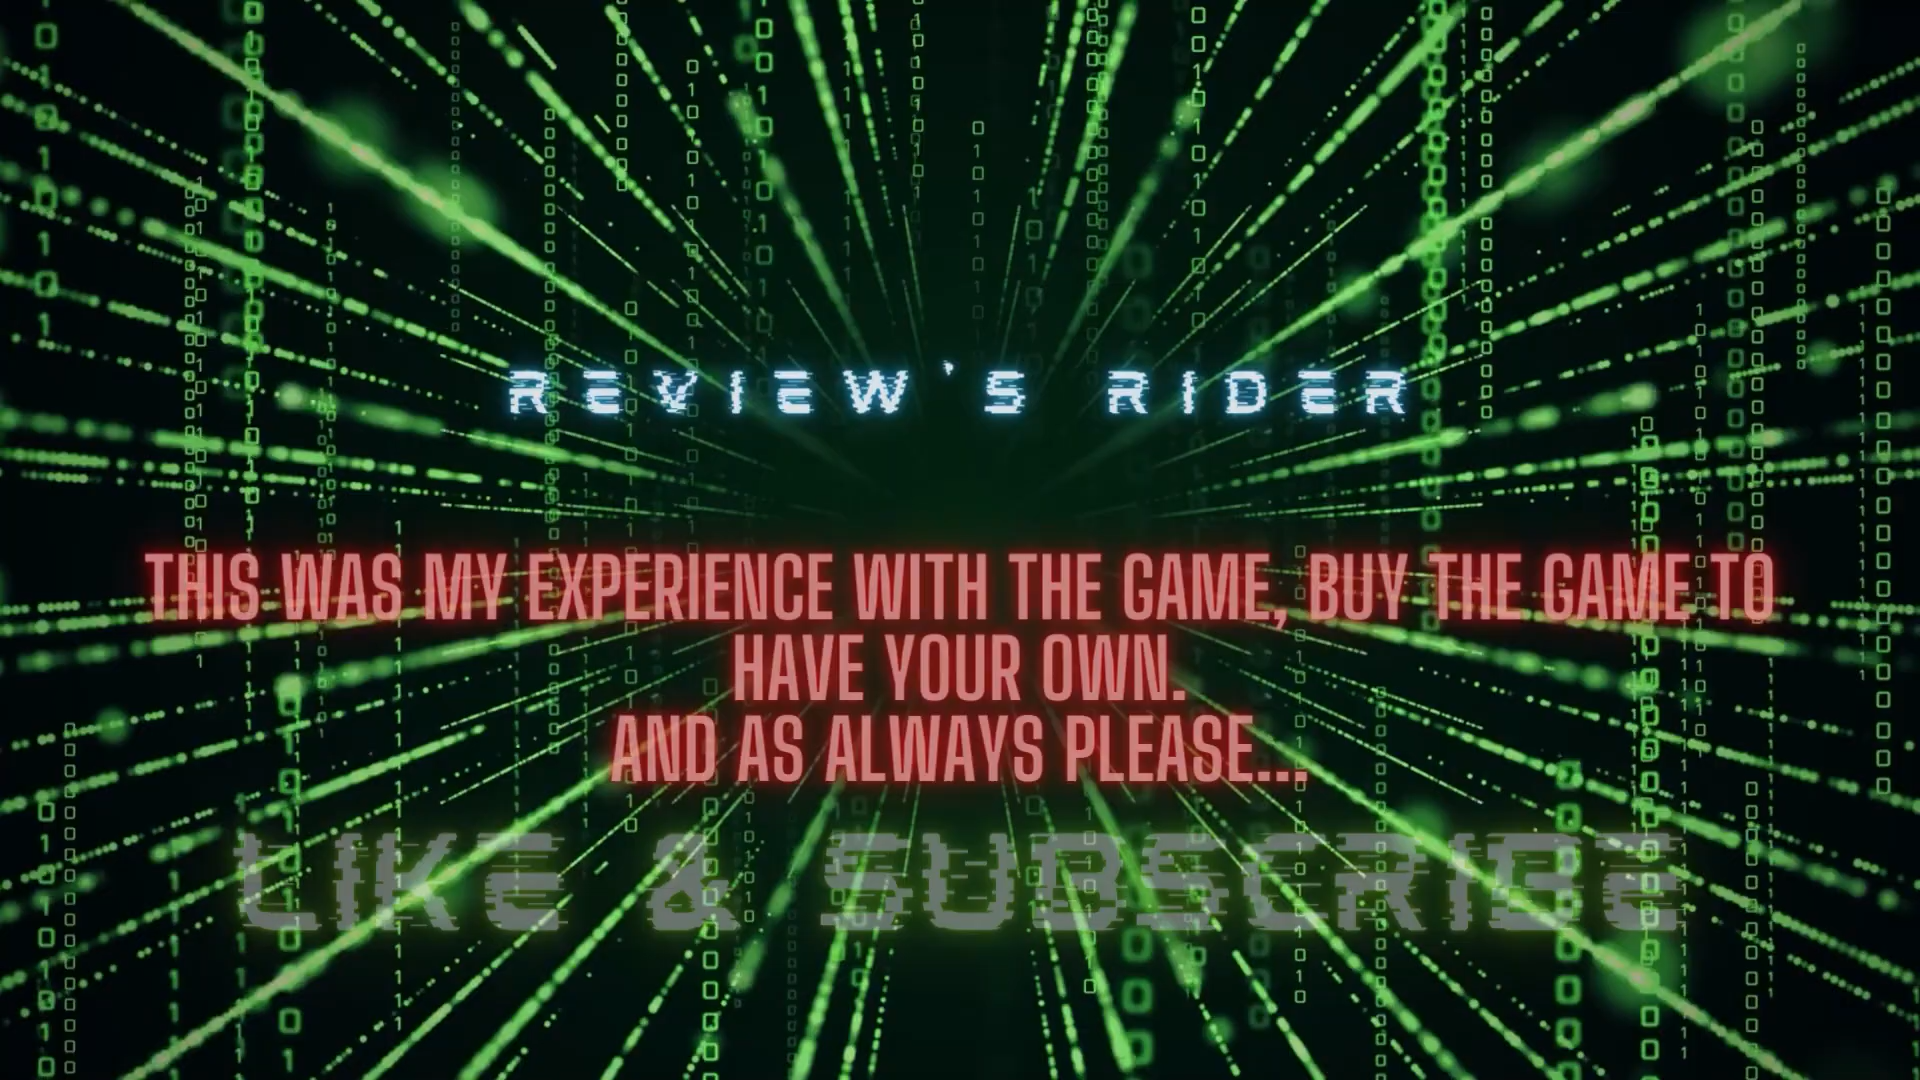 REVIEW'S RIDER
THIS WAS MY EXPERIENCE WITH THE GAME, BUY THE GAME TO
HAVE YOUR OWN.
AND AS ALWAYS PLEASE...
LIKE & SUBSCRIBE